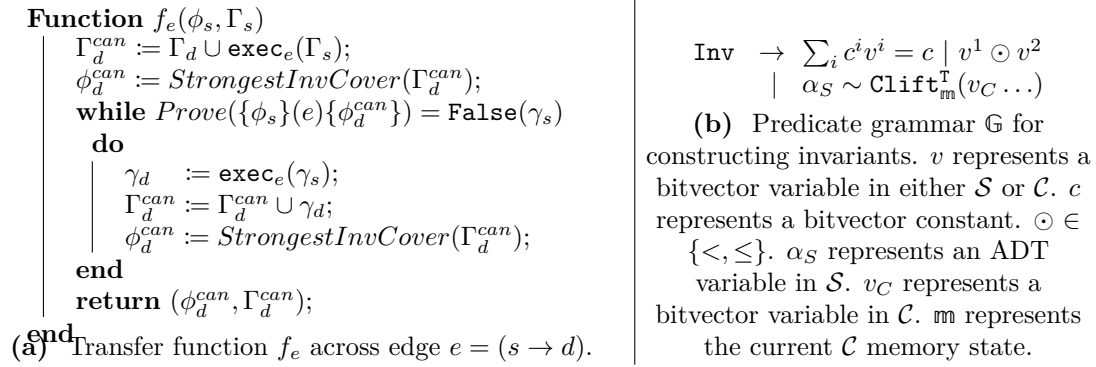 Function f_e(ϕ_s, Γ_s)
Γ_d^{can} ≔ Γ_d ∪ exec_e(Γ_s);
ϕ_d^{can} ≔ StrongestInvCover(Γ_d^{can});
while Prove({ϕ_s}(e){ϕ_d^{can}}) = False(γ_s)
do
γ_d ≔ exec_e(γ_s);
Γ_d^{can} ≔ Γ_d^{can} ∪ γ_d;
ϕ_d^{can} ≔ StrongestInvCover(Γ_d^{can});
end
return (ϕ_d^{can}, Γ_d^{can});
end
(a) Transfer function f_e across edge e = (s → d).
Inv → ∑_i c^i v^i = c | v^1 ⊙ v^2
| α_S ∼ Clift_𝕞^T(v_C …)
(b) Predicate grammar 𝔾 for
constructing invariants. v represents a
bitvector variable in either 𝒮 or 𝒞. c
represents a bitvector constant. ⊙ ∈
{<, ≤}. α_S represents an ADT
variable in 𝒮. v_C represents a
bitvector variable in 𝒞. 𝕞 represents
the current 𝒞 memory state.